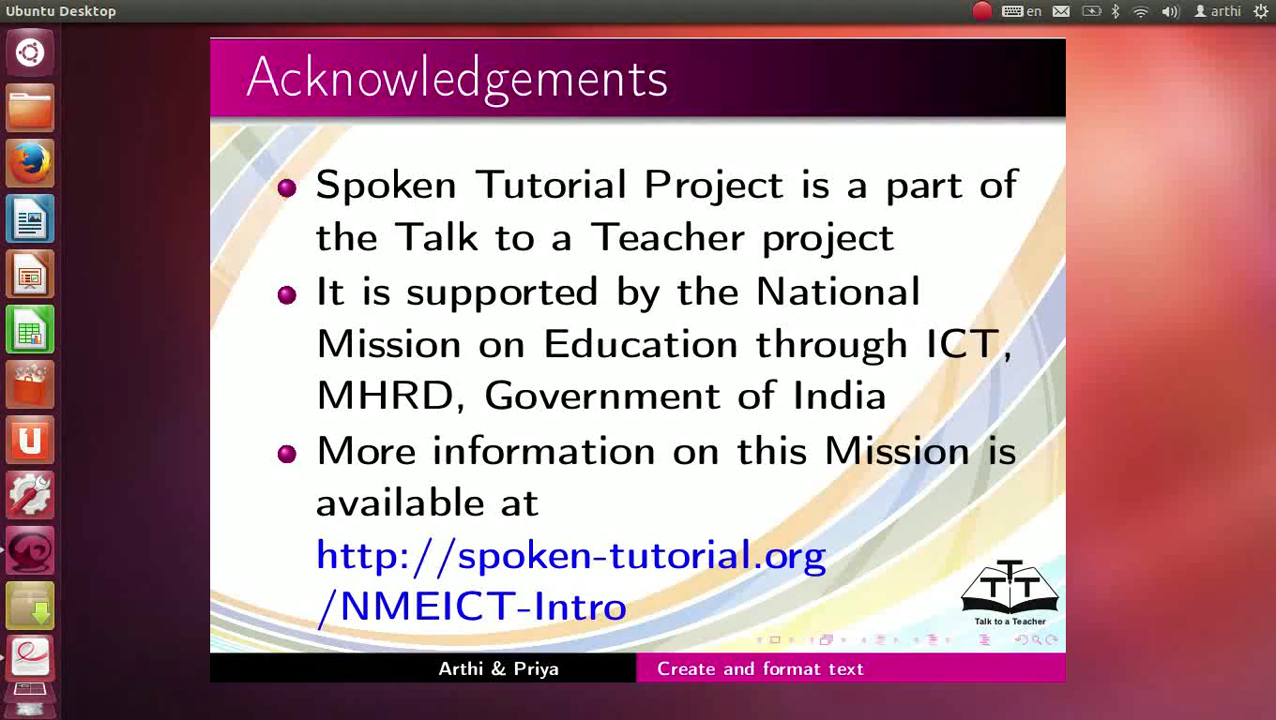 Ubuntu Desktop
en
arthi
Acknowledgements
Spoken Tutorial Project is a part of
the Talk to a Teacher project
It is supported by the National
Mission on Education through ICT,
MHRD, Government of India
More information on this Mission is
available at
http://spoken-tutorial.org
/NMEICT-Intro
T T T
Talk to a Teacher
Arthi & Priya
Create and format text